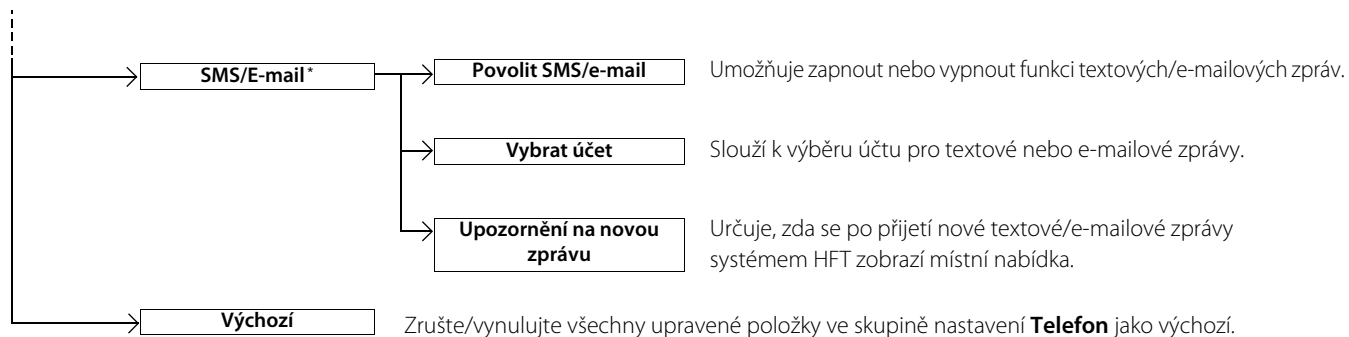 SMS/E-mail*
Povolit SMS/e-mail
Umožňuje zapnout nebo vypnout funkci textových/e-mailových zpráv.
Vybrat účet
Slouží k výběru účtu pro textové nebo e-mailové zprávy.
Upozornění na novou
zprávu
Určuje, zda se po přijetí nové textové/e-mailové zprávy
systémem HFT zobrazí místní nabídka.
Výchozí
Zrušte/vynulujte všechny upravené položky ve skupině nastavení Telefon jako výchozí.